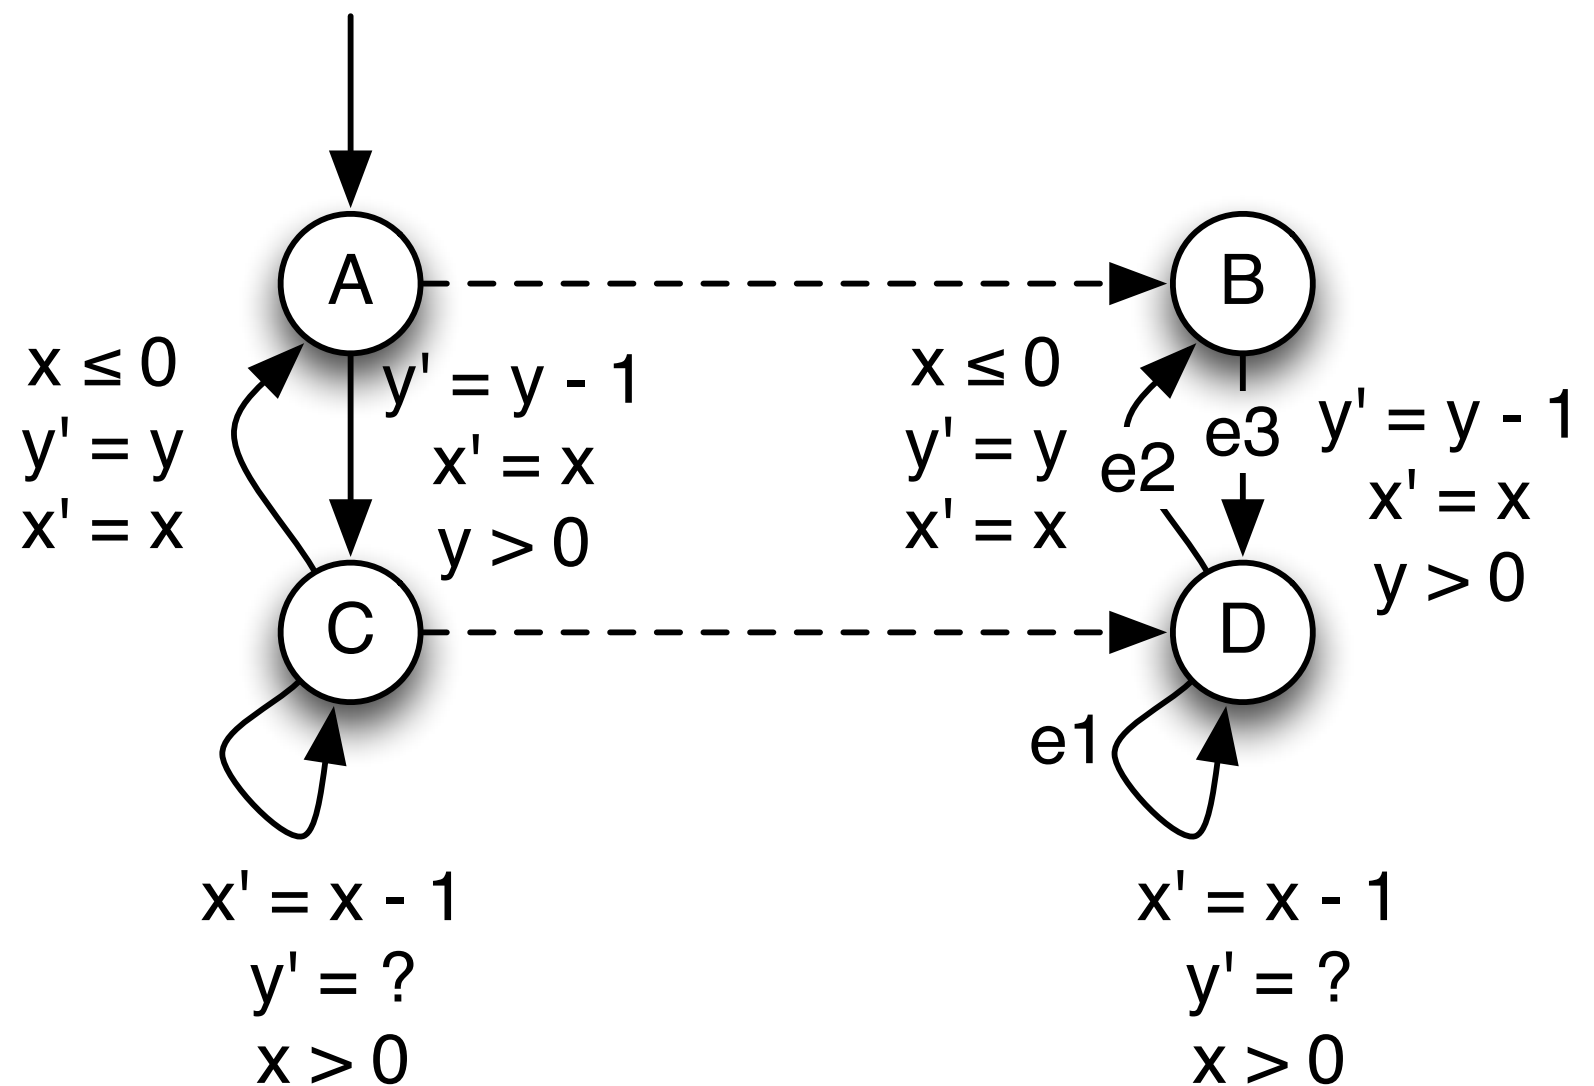 A
B
x ≤ 0
y' = y
x' = x
y' = y - 1
x' = x
y > 0
x ≤ 0
y' = y
x' = x
e2
e3
y' = y - 1
x' = x
y > 0
C
D
e1
x' = x - 1
y' = ?
x > 0
x' = x - 1
y' = ?
x > 0